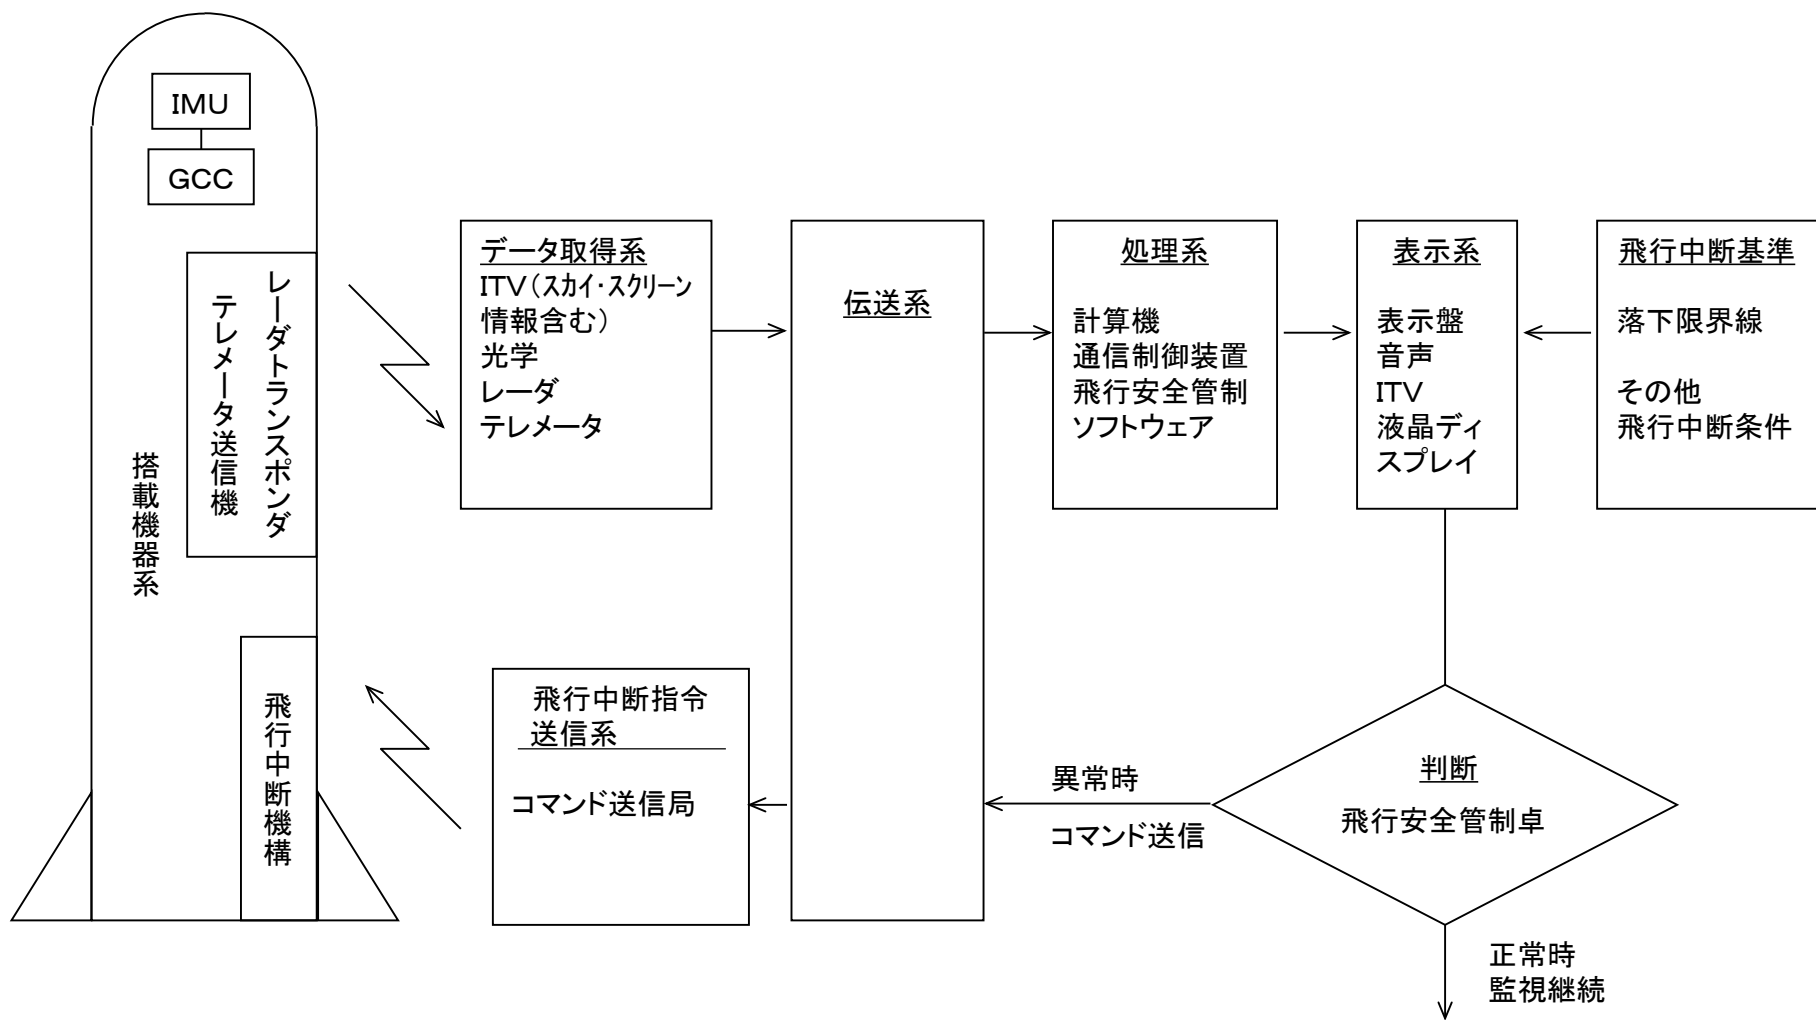 IMU
GCC
レーダトランスポンダ
テレメータ送信機
搭載機器系
飛行中断機構
データ取得系
ITV(スカイ・スクリーン
情報含む)
光学
レーダ
テレメータ
伝送系
処理系
計算機
通信制御装置
飛行安全管制
ソフトウェア
表示系
表示盤
音声
ITV
液晶ディ
スプレイ
飛行中断基準
落下限界線
その他
飛行中断条件
飛行中断指令
送信系
コマンド送信局
異常時
コマンド送信
判断
飛行安全管制卓
正常時
監視継続